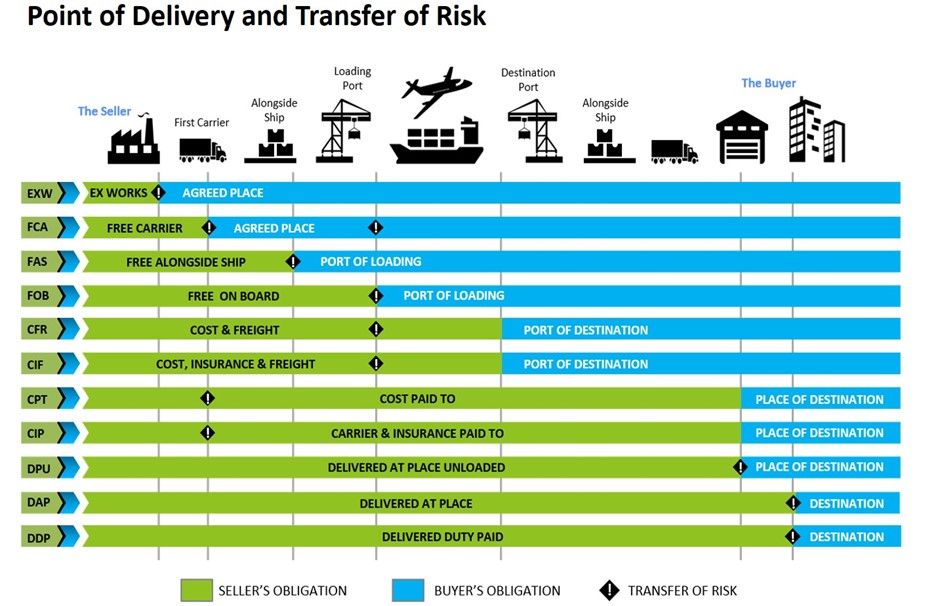 Point of Delivery and Transfer of Risk
The Seller
First Carrier
Alongside
Ship
Loading
Port
Destination
Port
Alongside
Ship
The Buyer
EXW EX WORKS ! AGREED PLACE
FCA FREE CARRIER ! AGREED PLACE !
FAS FREE ALONGSIDE SHIP ! PORT OF LOADING
FOB FREE ON BOARD ! PORT OF LOADING
CFR COST & FREIGHT ! PORT OF DESTINATION
CIF COST, INSURANCE & FREIGHT ! PORT OF DESTINATION
CPT ! COST PAID TO PLACE OF DESTINATION
CIP ! CARRIER & INSURANCE PAID TO PLACE OF DESTINATION
DPU DELIVERED AT PLACE UNLOADED ! PLACE OF DESTINATION
DAP DELIVERED AT PLACE ! DESTINATION
DDP DELIVERED DUTY PAID ! DESTINATION
SELLER'S OBLIGATION BUYER'S OBLIGATION ! TRANSFER OF RISK